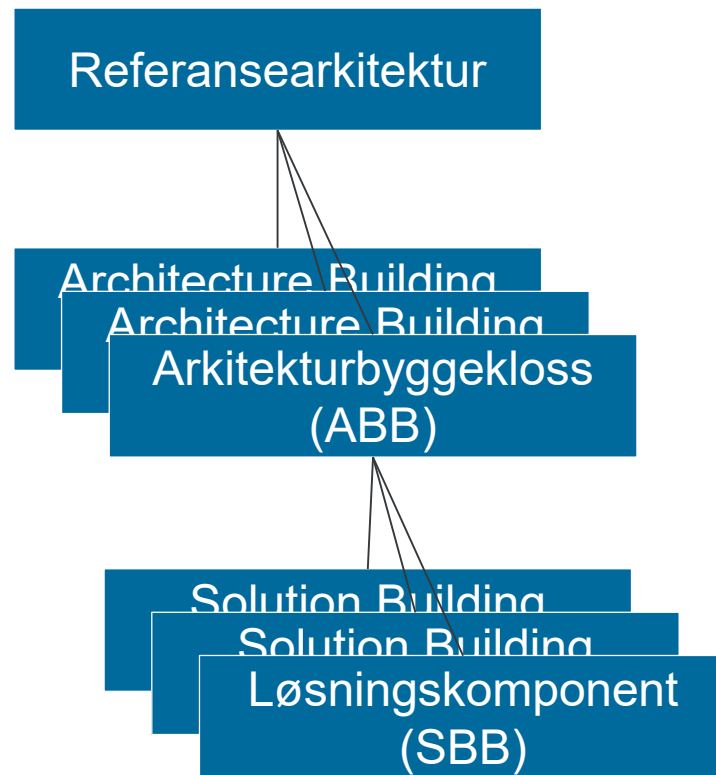 Referansearkitektur
Architecture Building
Architecture Building
Arkitekturbyggekloss
(ABB)
Solution Building
Solution Building
Løsningskomponent
(SBB)